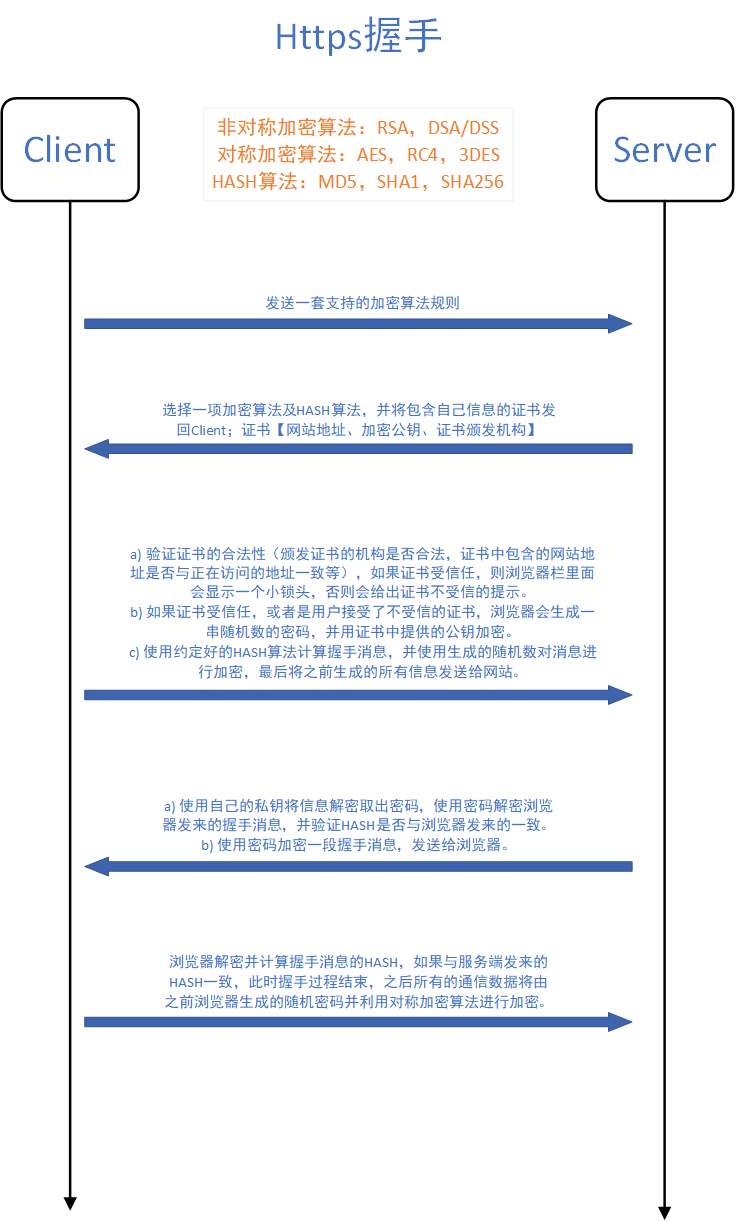 Https握手
Client
非对称加密算法：RSA，DSA/DSS
对称加密算法：AES，RC4，3DES
HASH算法：MD5，SHA1，SHA256
Server
发送一套支持的加密算法规则
选择一项加密算法及HASH算法，并将包含自己信息的证书发
回Client；证书【网站地址、加密公钥、证书颁发机构】
a) 验证证书的合法性（颁发证书的机构是否合法，证书中包含的网站地
址是否与正在访问的地址一致等），如果证书受信任，则浏览器栏里面
会显示一个小锁头，否则会给出证书不受信的提示。
b) 如果证书受信任，或者是用户接受了不受信的证书，浏览器会生成一
串随机数的密码，并用证书中提供的公钥加密。
c) 使用约定好的HASH算法计算握手消息，并使用生成的随机数对消息进
行加密，最后将之前生成的所有信息发送给网站。
a) 使用自己的私钥将信息解密取出密码，使用密码解密浏览
器发来的握手消息，并验证HASH是否与浏览器发来的一致。
b) 使用密码加密一段握手消息，发送给浏览器。
浏览器解密并计算握手消息的HASH，如果与服务端发来的
HASH一致，此时握手过程结束，之后所有的通信数据将由
之前浏览器生成的随机密码并利用对称加密算法进行加密。